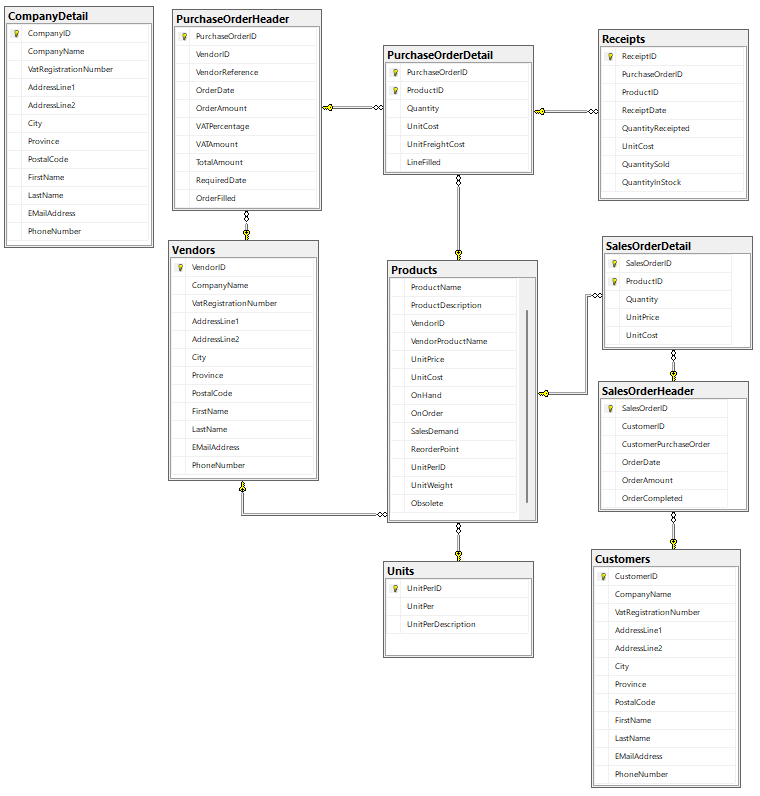 CompanyDetail
CompanyID
CompanyName
VatRegistrationNumber
AddressLine1
AddressLine2
City
Province
PostalCode
FirstName
LastName
EMailAddress
PhoneNumber
PurchaseOrderHeader
PurchaseOrderID
VendorID
VendorReference
OrderDate
OrderAmount
VATPercentage
VATAmount
TotalAmount
RequiredDate
OrderFilled
PurchaseOrderDetail
PurchaseOrderID
ProductID
Quantity
UnitCost
UnitFreightCost
LineFilled
Receipts
ReceiptID
PurchaseOrderID
ProductID
ReceiptDate
QuantityReceipted
UnitCost
QuantitySold
QuantityInStock
Vendors
VendorID
CompanyName
VatRegistrationNumber
AddressLine1
AddressLine2
City
Province
PostalCode
FirstName
LastName
EMailAddress
PhoneNumber
Products
ProductName
ProductDescription
VendorID
VendorProductName
UnitPrice
UnitCost
OnHand
OnOrder
SalesDemand
ReorderPoint
UnitPerID
UnitWeight
Obsolete
SalesOrderDetail
SalesOrderID
ProductID
Quantity
UnitPrice
UnitCost
SalesOrderHeader
SalesOrderID
CustomerID
CustomerPurchaseOrder
OrderDate
OrderAmount
OrderCompleted
Units
UnitPerID
UnitPer
UnitPerDescription
Customers
CustomerID
CompanyName
VatRegistrationNumber
AddressLine1
AddressLine2
City
Province
PostalCode
FirstName
LastName
EMailAddress
PhoneNumber